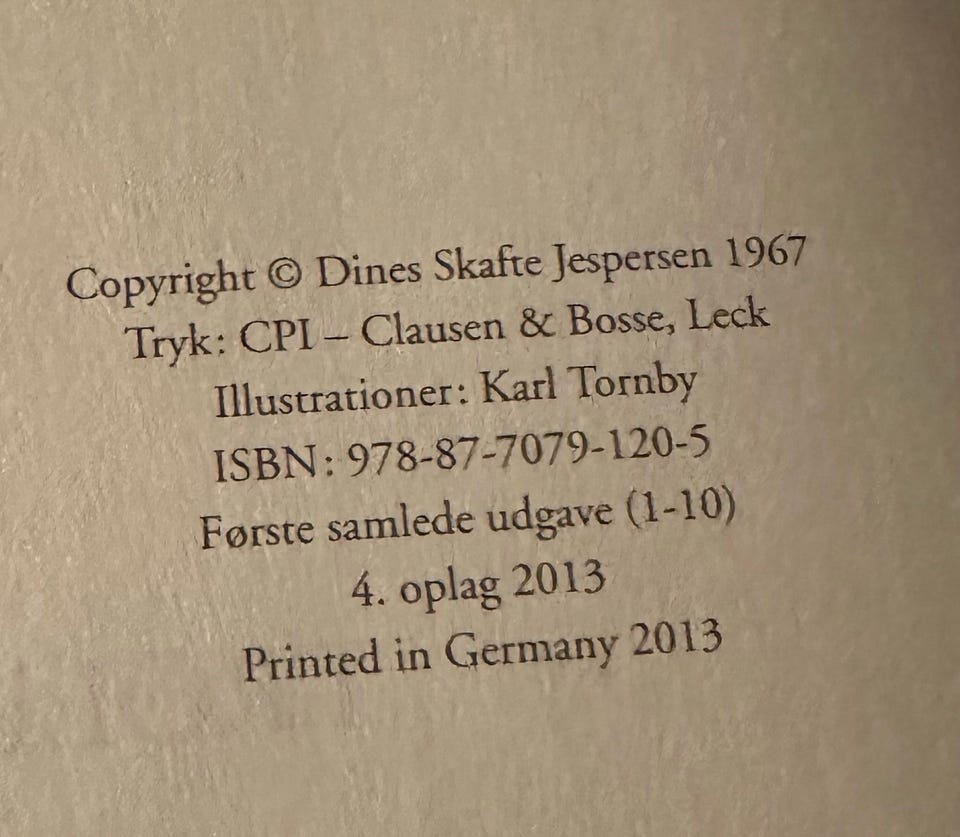 Copyright © Dines Skafte Jespersen 1967
Tryk: CPI – Clausen & Bosse, Leck
Illustrationer: Karl Tornby
ISBN: 978-87-7079-120-5
Første samlede udgave (1-10)
4. oplag 2013
Printed in Germany 2013